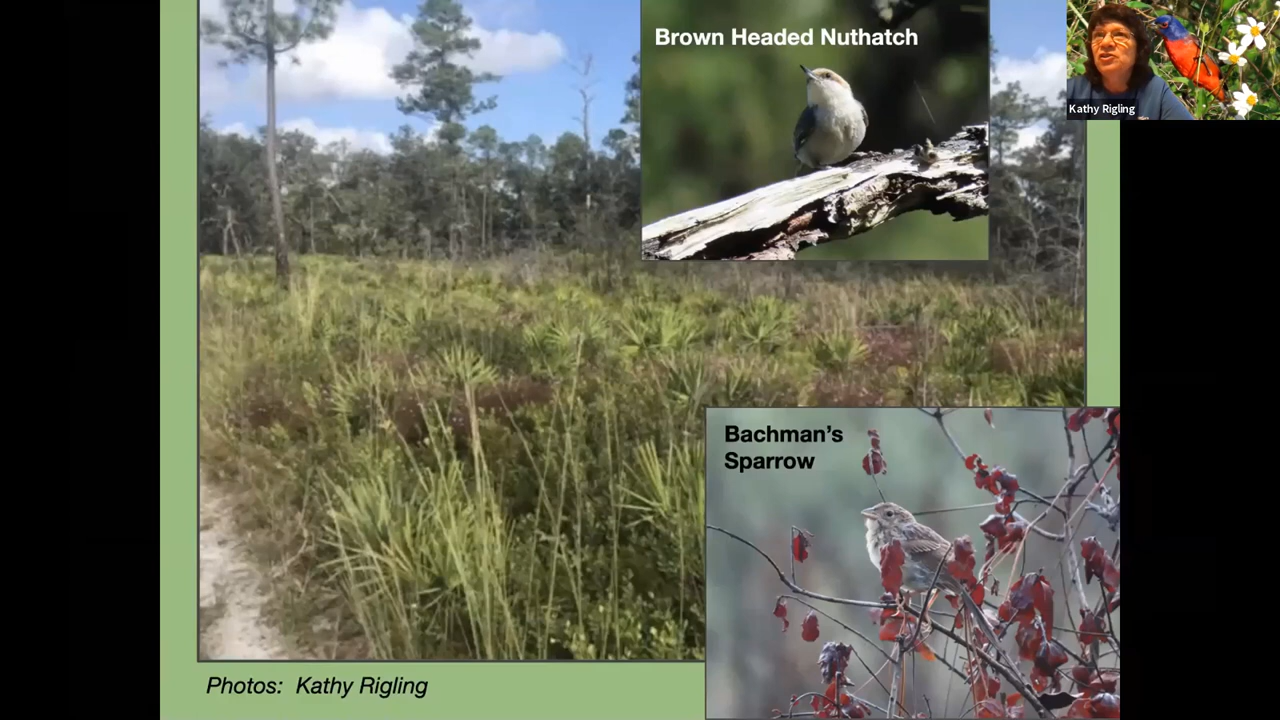 Brown Headed Nuthatch
Kathy Rigling
Bachman's
Sparrow
Photos: Kathy Rigling